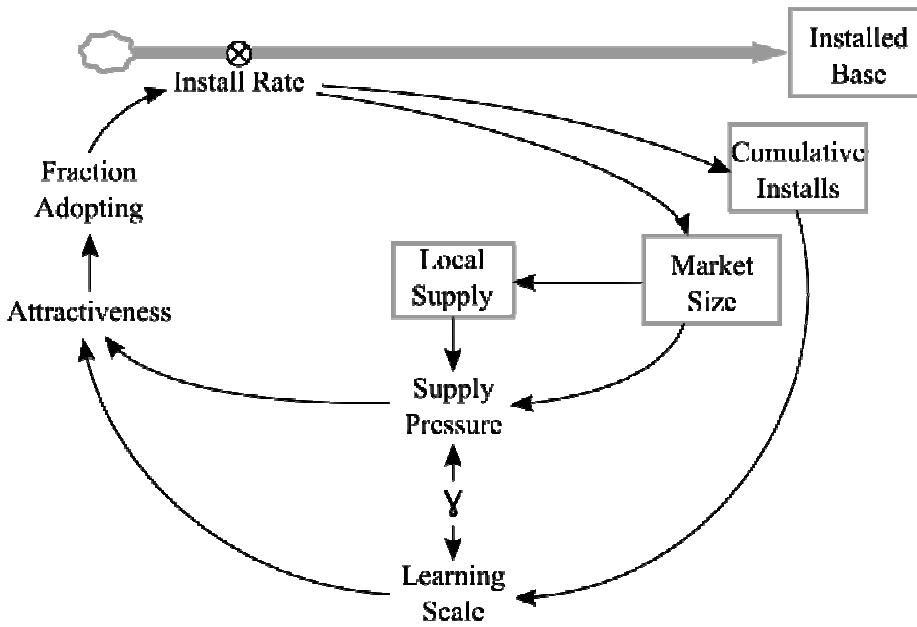 Installed
Base
Install Rate
Cumulative
Installs
Fraction
Adopting
Local
Supply
Market
Size
Attractiveness
Supply
Pressure
γ
Learning
Scale